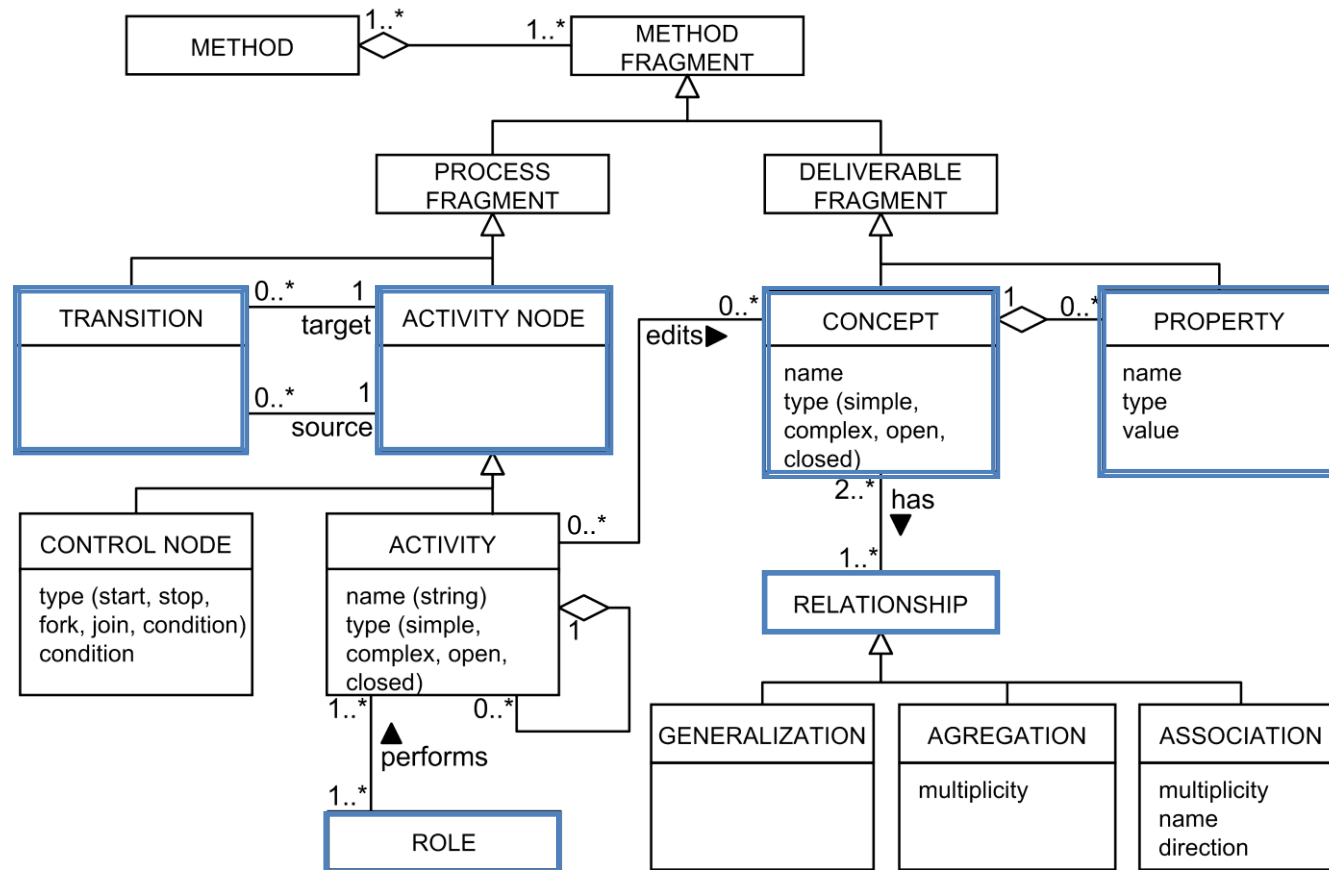 METHOD
1..*
1..*
METHOD
FRAGMENT
PROCESS
FRAGMENT
DELIVERABLE
FRAGMENT
TRANSITION
0..*
1
target
0..*
1
source
ACTIVITY NODE
edits
0..*
0..*
CONCEPT
name
type (simple,
complex, open,
closed)
1
0..*
PROPERTY
name
type
value
2..*
has
1..*
CONTROL NODE
type (start, stop,
fork, join, condition)
condition
ACTIVITY
name (string)
type (simple,
complex, open,
closed)
1
0..*
1..*
performs
1..*
ROLE
RELATIONSHIP
GENERALIZATION
AGREGATION
multiplicity
ASSOCIATION
multiplicity
name
direction